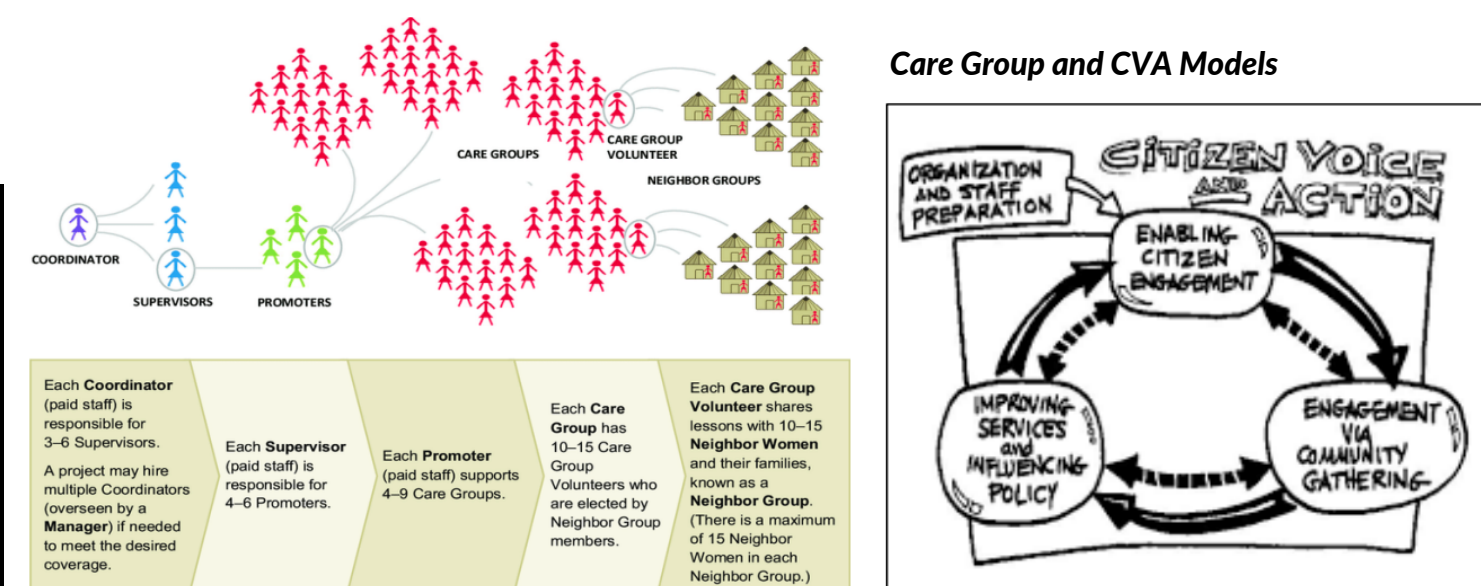 Care Group and CVA Models
CARE GROUPS
CARE GROUP
VOLUNTEER
NEIGHBOR GROUPS
COORDINATOR
SUPERVISORS
PROMOTERS
Each Coordinator
(paid staff) is
responsible for
3–6 Supervisors.
A project may hire
multiple Coordinators
(overseen by a
Manager) if needed
to meet the desired
coverage.
Each Supervisor
(paid staff) is
responsible for
4–6 Promoters.
Each Promoter
(paid staff) supports
4–9 Care Groups.
Each Care
Group has
10–15 Care
Group
Volunteers who
are elected by
Neighbor Group
members.
Each Care Group
Volunteer shares
lessons with 10–15
Neighbor Women
and their families,
known as a
Neighbor Group.
(There is a maximum
of 15 Neighbor
Women in each
Neighbor Group.)
CITIZEN VOICE
AND ACTION
ORGANIZATION
AND STAFF
PREPARATION
ENABLING
CITIZEN
ENGAGEMENT
IMPROVING
SERVICES
and
INFLUENCING
POLICY
ENGAGEMENT
VIA
COMMUNITY
GATHERING